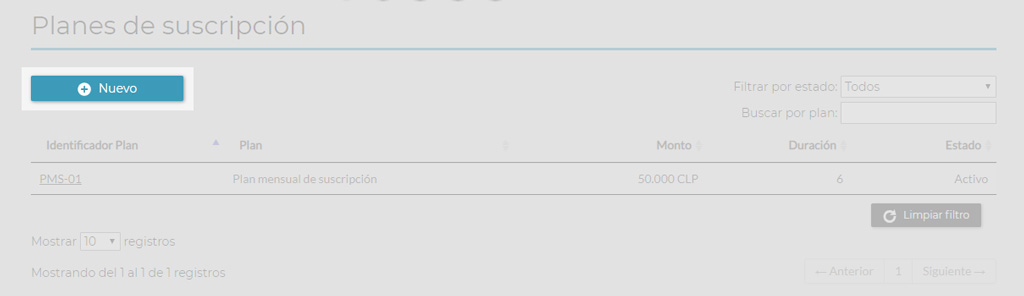 Planes de suscripción
Nuevo
Filtrar por estado: Todos
Buscar por plan:
Identificador Plan Plan Monto Duración Estado
PMS-01 Plan mensual de suscripción 50.000 CLP 6 Activo
Limpiar filtro
Mostrar 10 registros
Mostrando del 1 al 1 de 1 registros
← Anterior 1 Siguiente →